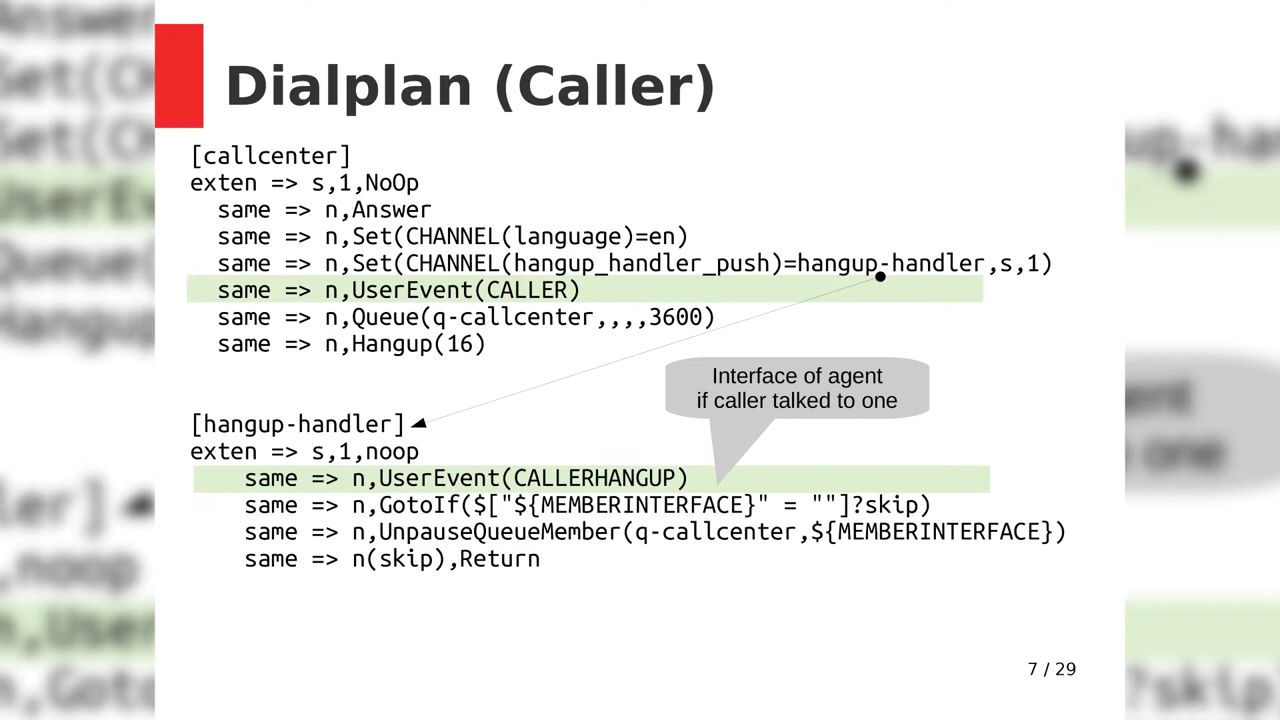 Dialplan (Caller)
[callcenter]
exten => s,1,NoOp
same => n,Answer
same => n,Set(CHANNEL(language)=en)
same => n,Set(CHANNEL(hangup_handler_push)=hangup-handler,s,1)
same => n,UserEvent(CALLER)
same => n,Queue(q-callcenter,,,,3600)
same => n,Hangup(16)
Interface of agent
if caller talked to one
[hangup-handler]
exten => s,1,noop
same => n,UserEvent(CALLERHANGUP)
same => n,GotoIf($["${MEMBERINTERFACE}" = ""]?skip)
same => n,UnpauseQueueMember(q-callcenter,${MEMBERINTERFACE})
same => n(skip),Return
7 / 29